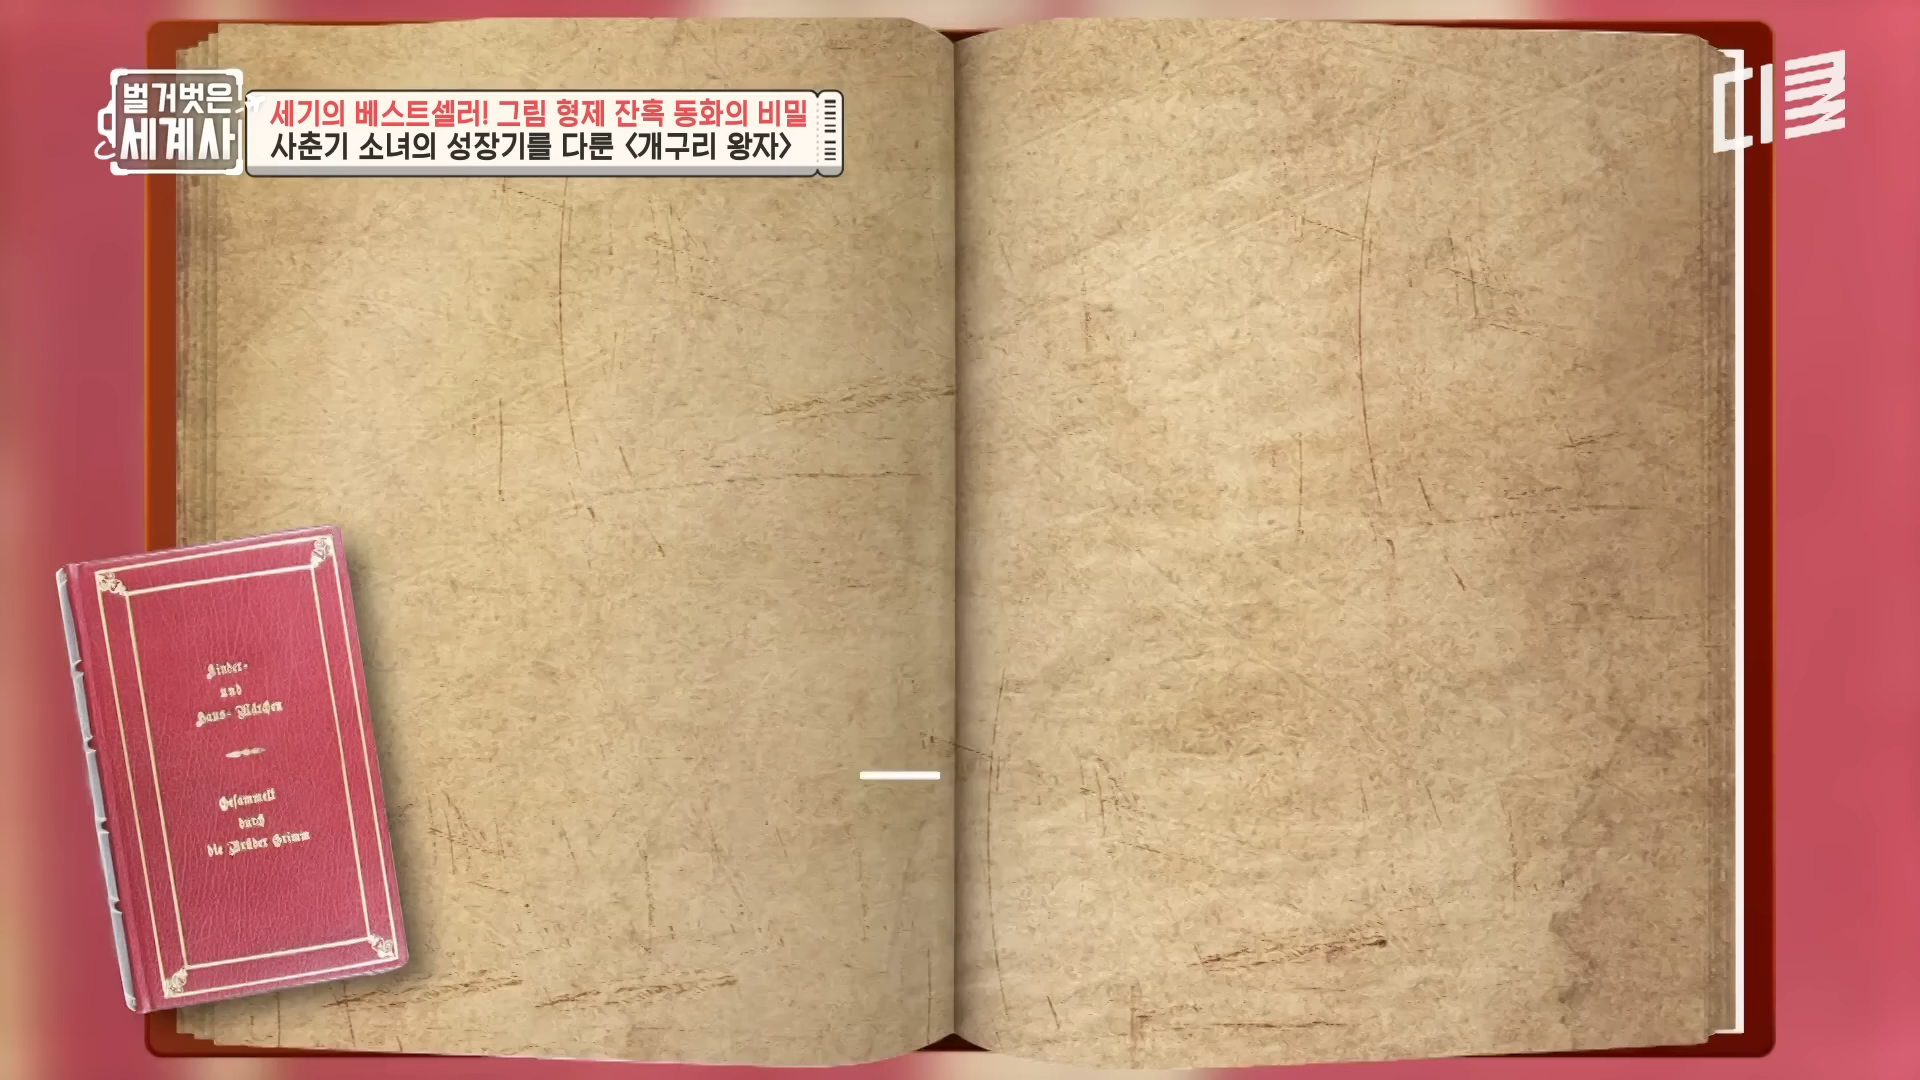 벌거벗은
세계사
세기의 베스트셀러! 그림 형제 잔혹 동화의 비밀
사춘기 소녀의 성장기를 다룬 <개구리 왕자>
디글
Kinder-
und
Haus-Märchen
Gesammelt
durch
die Brüder Grimm